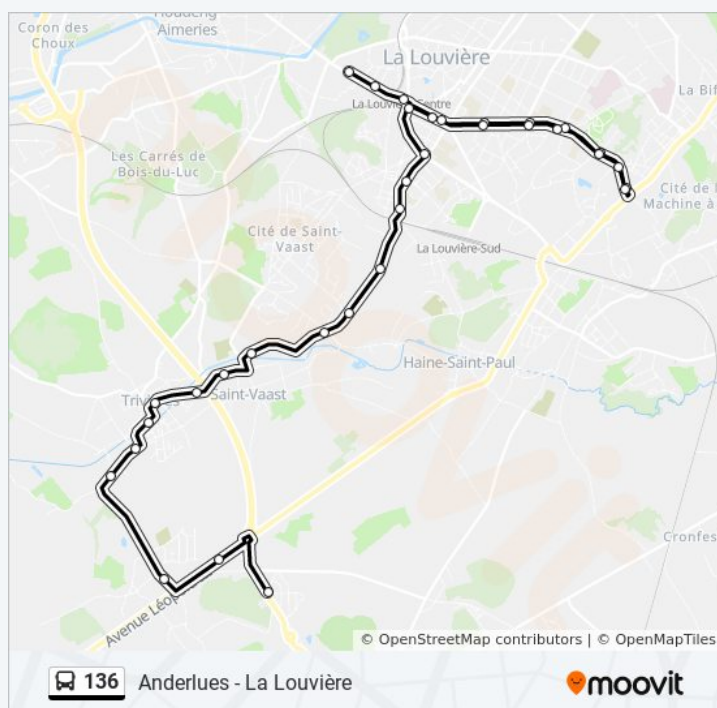 Coron des
Choux
Houdeng
Aimeries
La Louvière
La Louvière Centre
La Bif
Les Carrés de
Bois-du-Luc
Cité de l
Machine à
Cité de Saint-
Vaast
La Louvière-Sud
Haine-Saint-Paul
Saint-Vaast
Cronfes
Avenue Léop
© OpenStreetMap contributors | © OpenMapTiles
136 Anderlues - La Louvière
moovit